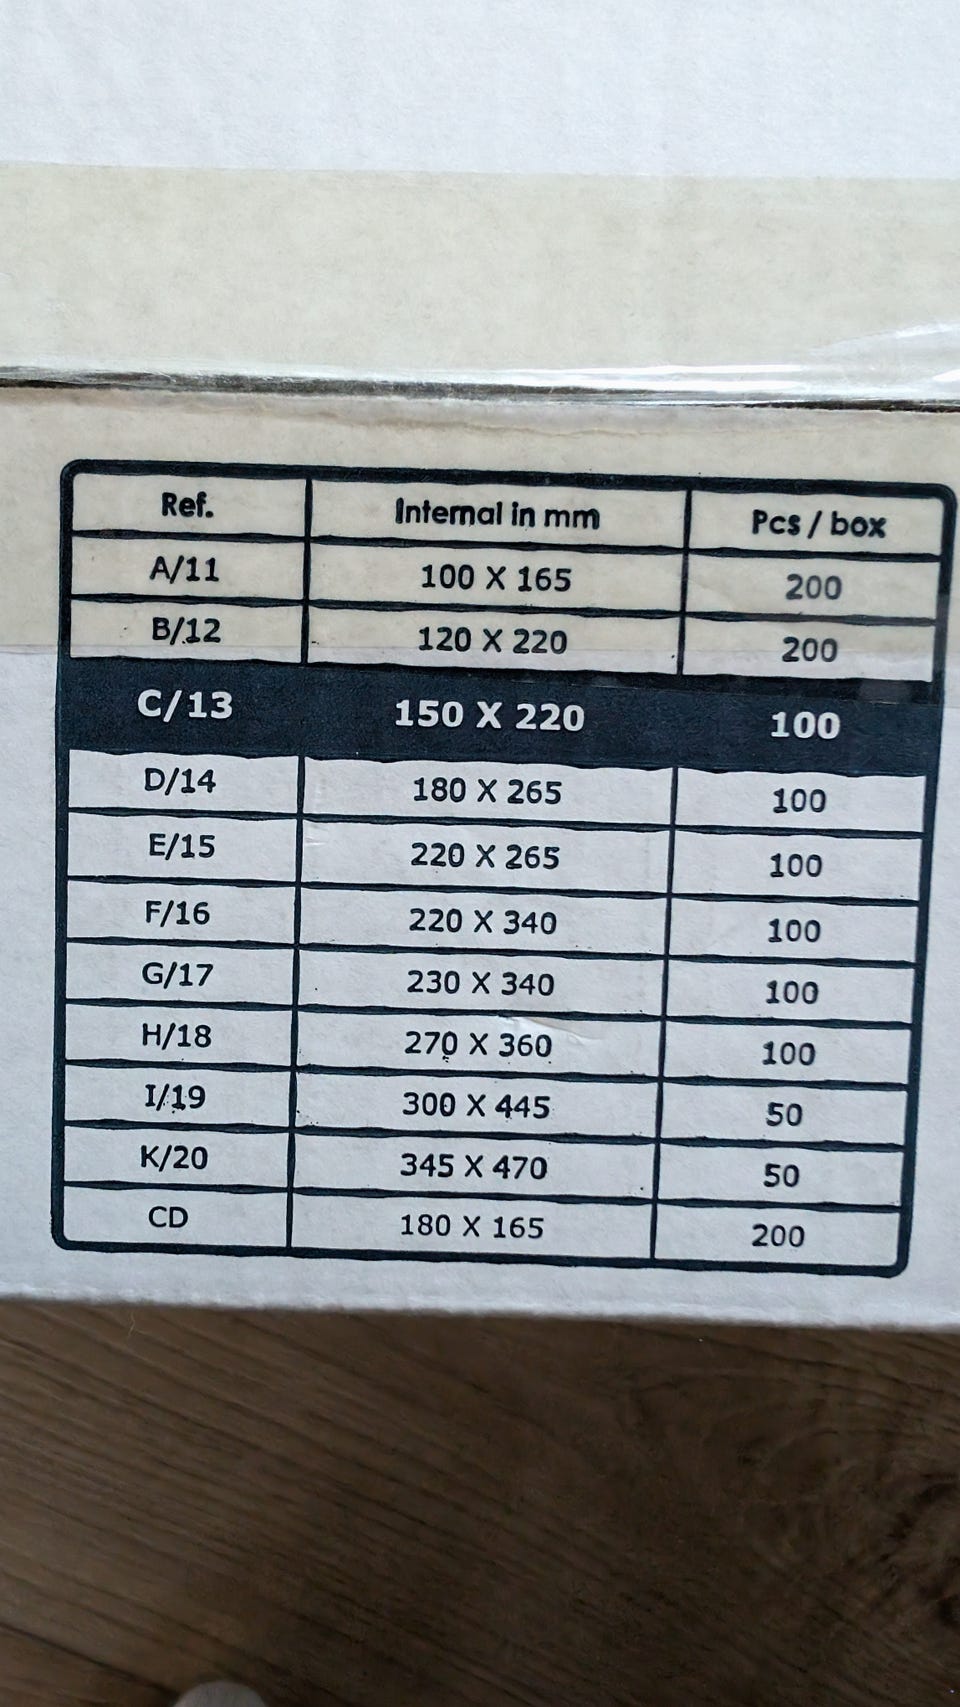 Ref. Internal in mm Pcs / box
A/11 100 X 165 200
B/12 120 X 220 200
C/13 150 X 220 100
D/14 180 X 265 100
E/15 220 X 265 100
F/16 220 X 340 100
G/17 230 X 340 100
H/18 270 X 360 100
I/19 300 X 445 50
K/20 345 X 470 50
CD 180 X 165 200